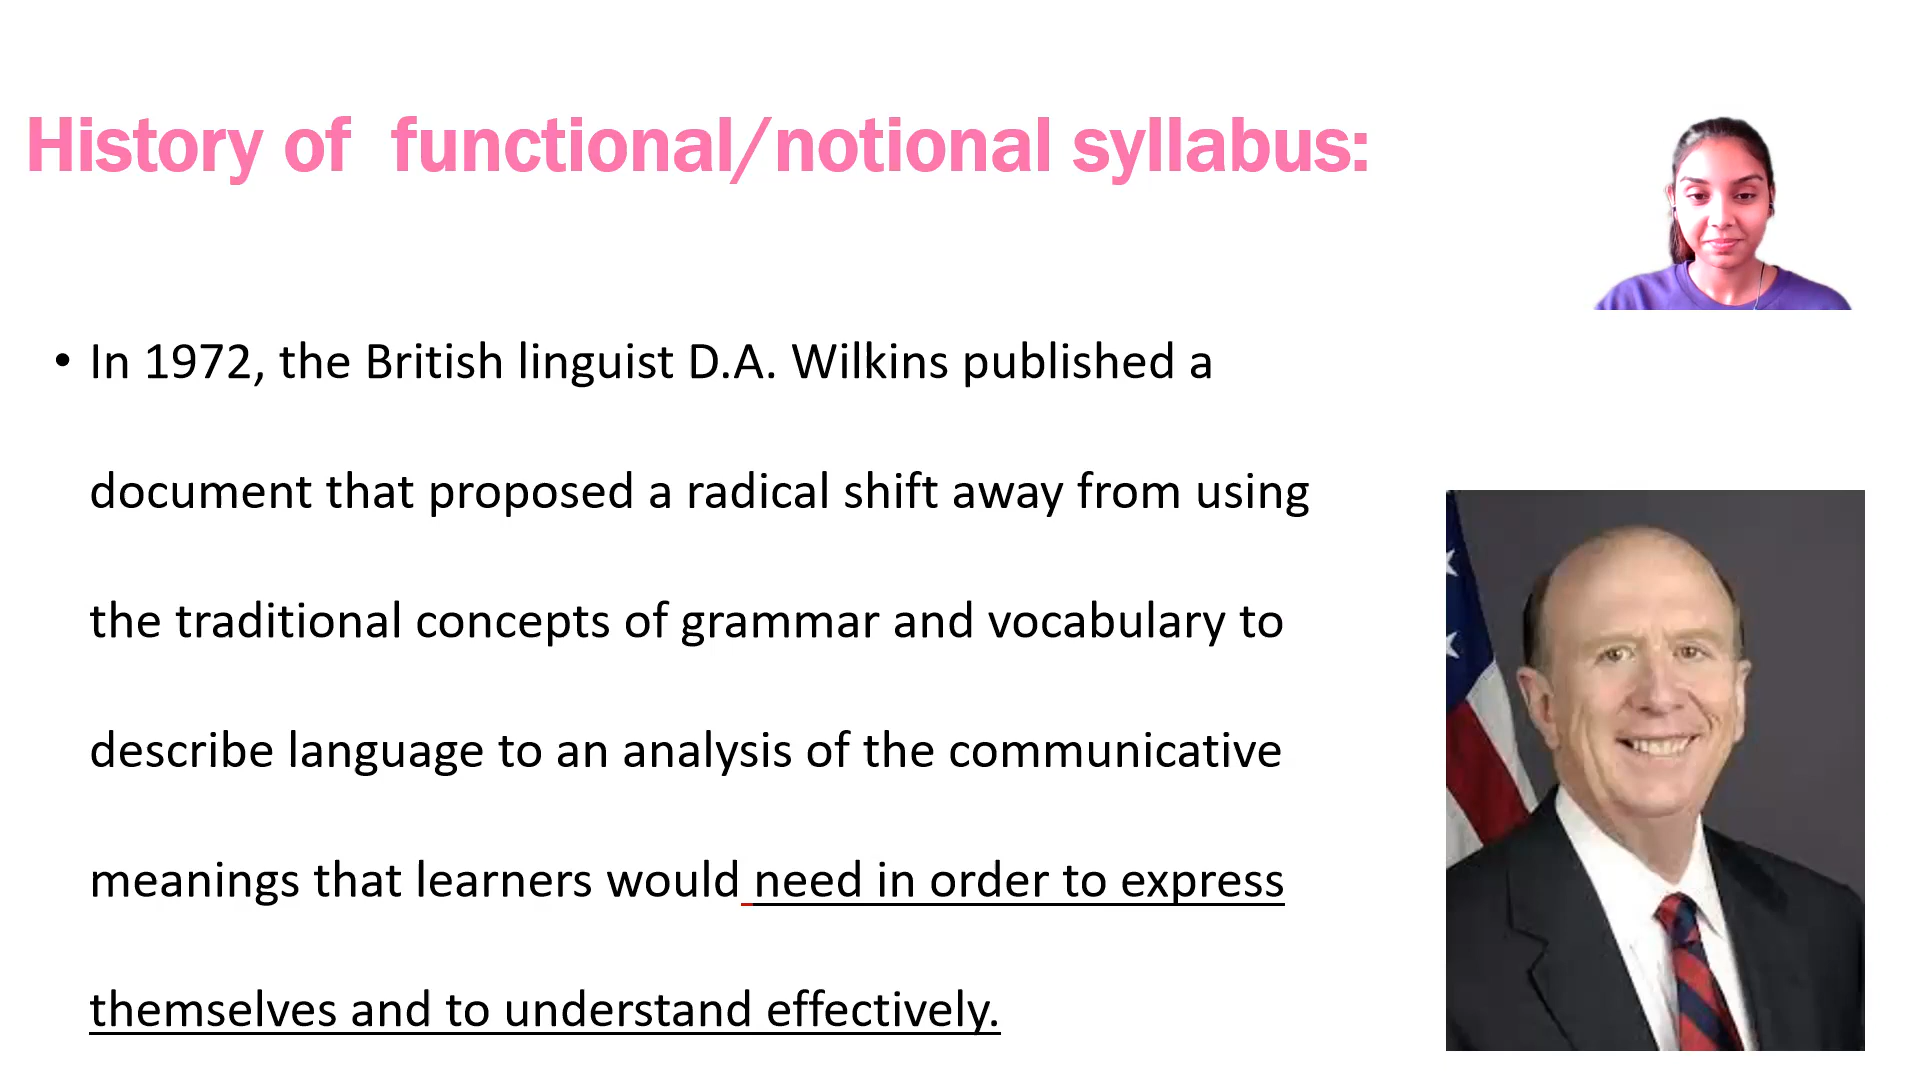 History of  functional/notional syllabus:
• In 1972, the British linguist D.A. Wilkins published a
document that proposed a radical shift away from using
the traditional concepts of grammar and vocabulary to
describe language to an analysis of the communicative
meanings that learners would need in order to express
themselves and to understand effectively.